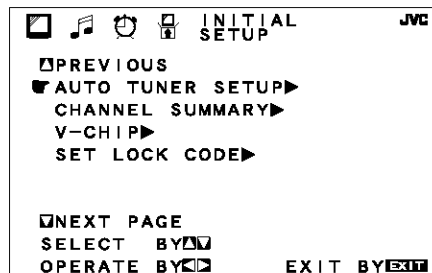 INITIAL SETUP JVC
PREVIOUS
AUTO TUNER SETUP
CHANNEL SUMMARY
V-CHIP
SET LOCK CODE
NEXT PAGE
SELECT BY
OPERATE BY EXIT BY EXIT